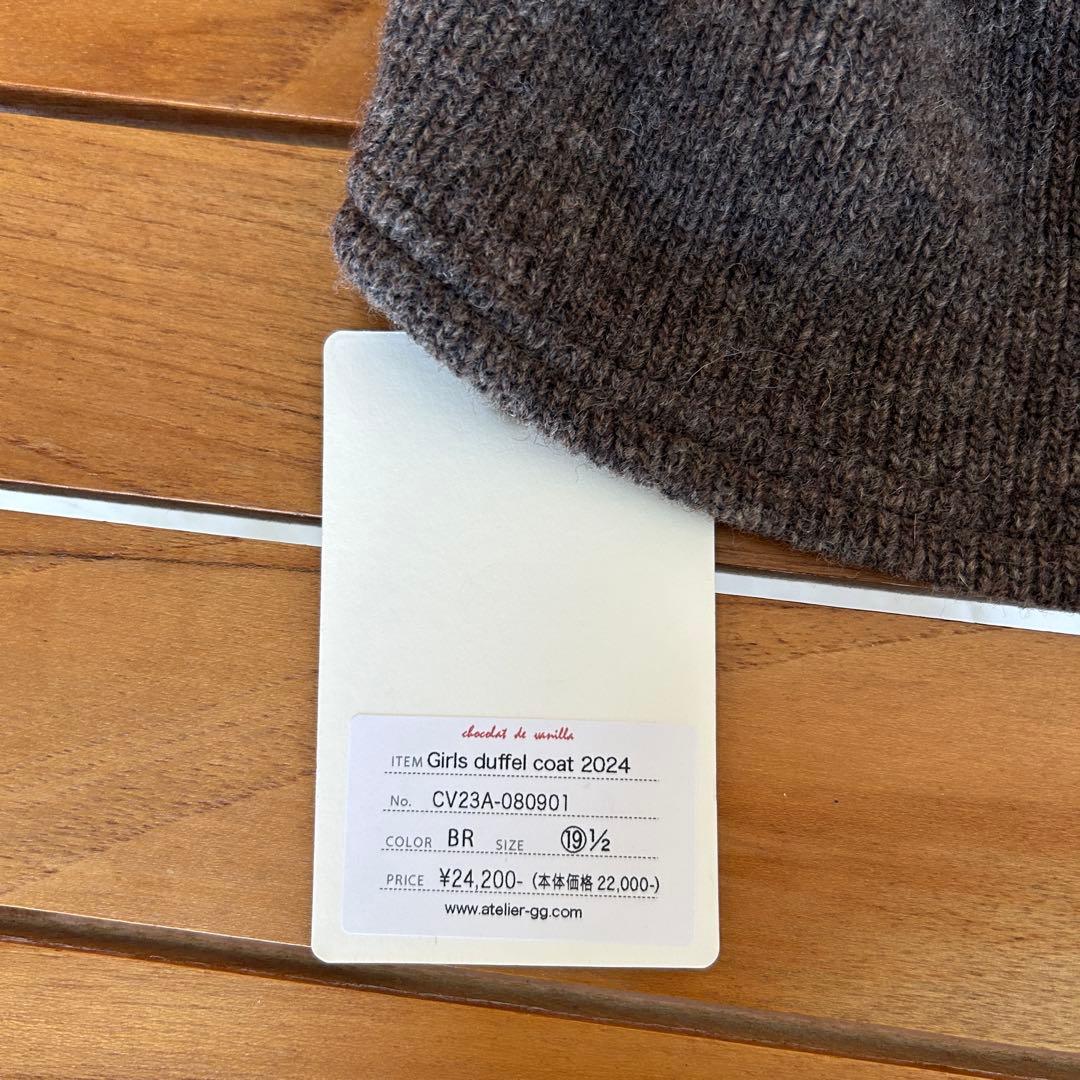 chocolat de vanilla
ITEM Girls duffel coat 2024
No. CV23A-080901
COLOR BR SIZE ⑲½
PRICE ¥24,200- (本体価格 22,000-)
www.atelier-gg.com